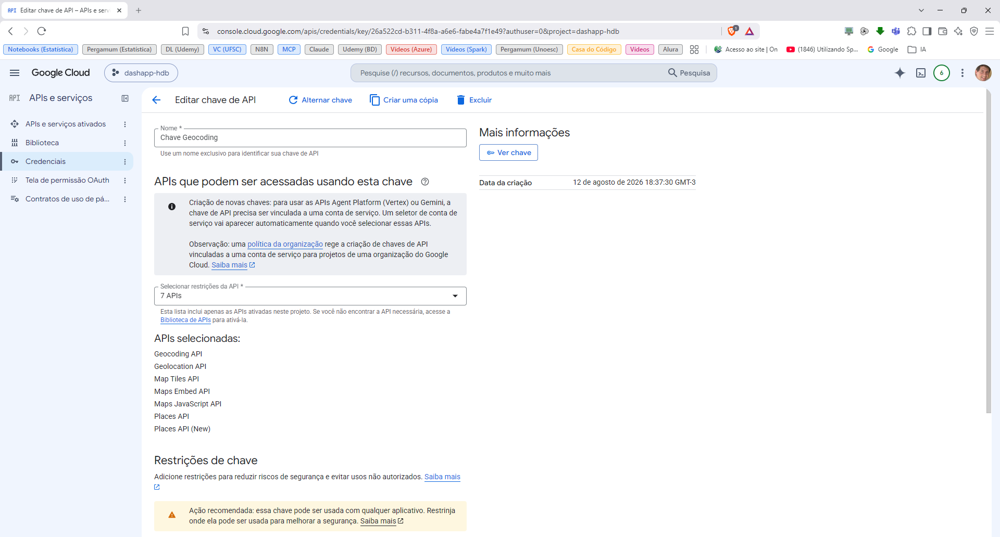 API Editar chave de API – APIs e serv
console.cloud.google.com/apis/credentials/key/26a522cd-b311-4f8a-a6e6-fabe4a7f1e49?authuser=0&project=dashapp-hdb
1
Notebooks (Estatística) Pergamum (Estatística) DL (Udemy) VC (UFSC) N8N MCP Claude Udemy (BD) Vídeos (Azure) Vídeos (Spark) Pergamum (Unoesc) Casa do Código Vídeos Alura Acesso ao site | On (1846) Utilizando Sp... Google IA
Google Cloud
dashapp-hdb
Pesquise (/) recursos, documentos, produtos e muito mais
Pesquisa
6
API APIs e serviços
APIs e serviços ativados
Biblioteca
Credenciais
Tela de permissão OAuth
Contratos de uso de pá...
Editar chave de API
Alternar chave
Criar uma cópia
Excluir
Nome *
Chave Geocoding
Use um nome exclusivo para identificar sua chave de API
APIs que podem ser acessadas usando esta chave
Criação de novas chaves: para usar as APIs Agent Platform (Vertex) ou Gemini, a
chave de API precisa ser vinculada a uma conta de serviço. Um seletor de conta de
serviço vai aparecer automaticamente quando você selecionar essas APIs.
Observação: uma política da organização rege a criação de chaves de API
vinculadas a uma conta de serviço para projetos de uma organização do Google
Cloud. Saiba mais
Selecionar restrições da API *
7 APIs
Esta lista inclui apenas as APIs ativadas neste projeto. Se você não encontrar a API necessária, acesse a
Biblioteca de APIs para ativá-la.
APIs selecionadas:
Geocoding API
Geolocation API
Map Tiles API
Maps Embed API
Maps JavaScript API
Places API
Places API (New)
Restrições de chave
Adicione restrições para reduzir riscos de segurança e evitar usos não autorizados. Saiba mais
Ação recomendada: essa chave pode ser usada com qualquer aplicativo. Restrinja
onde ela pode ser usada para melhorar a segurança. Saiba mais
Mais informações
Ver chave
Data da criação 12 de agosto de 2026 18:37:30 GMT-3